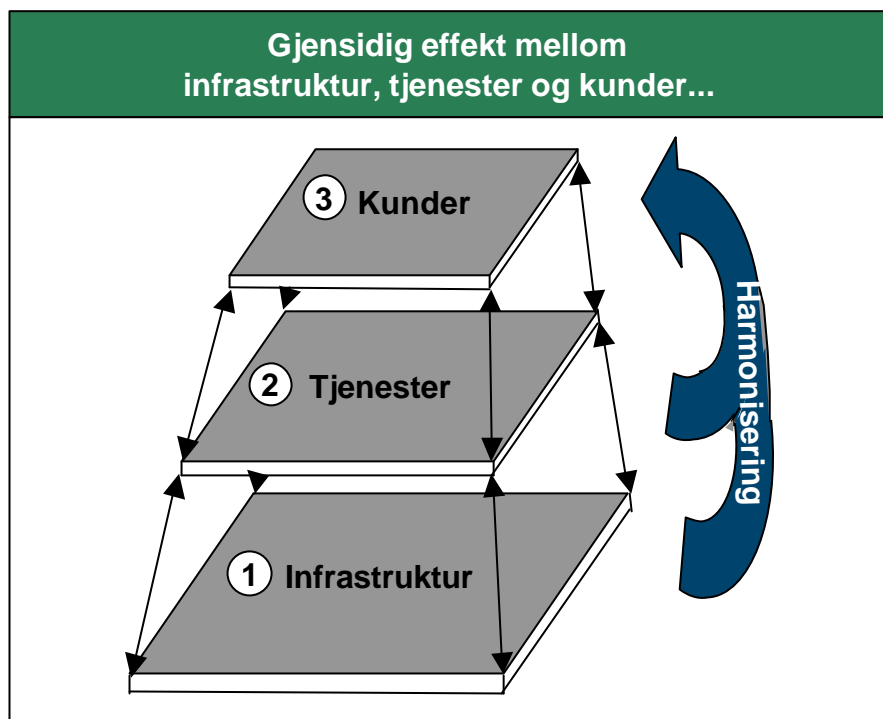 Gjensidig effekt mellom
infrastruktur, tjenester og kunder...
3 Kunder
2 Tjenester
1 Infrastruktur
Harmonisering